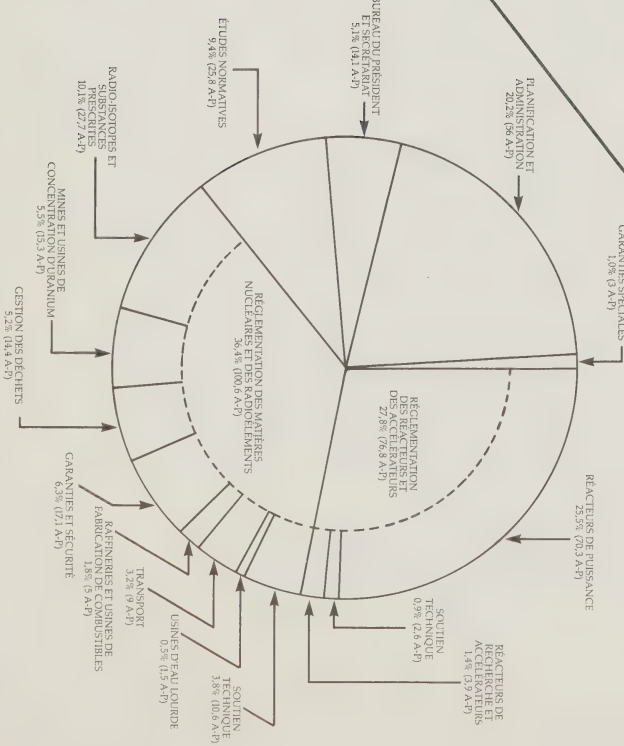 GARANTIES SPÉCIALES
1,0% (3 A-P)
RÉACTEURS DE PUISSANCE
25,5% (70,3 A-P)
RÉACTEURS DE
RECHERCHE ET
ACCÉLÉRATEURS
1,4% (3,9 A-P)
SOUTIEN
TECHNIQUE
0,9% (2,6 A-P)
RÉGLEMENTATION
DES RÉACTEURS ET
DES ACCÉLÉRATEURS
27,8% (76,8 A-P)
PLANIFICATION ET
ADMINISTRATION
20,2% (56 A-P)
BUREAU DU PRÉSIDENT
ET SECRÉTARIAT
5,1% (14,1 A-P)
ÉTUDES NORMATIVES
9,4% (25,8 A-P)
RÉGLEMENTATION DES MATIÈRES
NUCLÉAIRES ET DES RADIOÉLÉMENTS
36,4% (100,6 A-P)
RADIO-ISOTOPES ET
SUBSTANCES
PRESCRITES
10,1% (27,7 A-P)
MINES ET USINES DE
CONCENTRATION D'URANIUM
5,5% (15,3 A-P)
GESTION DES DÉCHETS
5,2% (14,4 A-P)
GARANTIES ET SÉCURITÉ
6,3% (17,1 A-P)
RAFFINERIES ET USINES DE
FABRICATION DE COMBUSTIBLES
1,8% (5 A-P)
TRANSPORT
3,2% (9 A-P)
USINES D'EAU LOURDE
0,5% (1,5 A-P)
SOUTIEN
TECHNIQUE
3,8% (10,6 A-P)